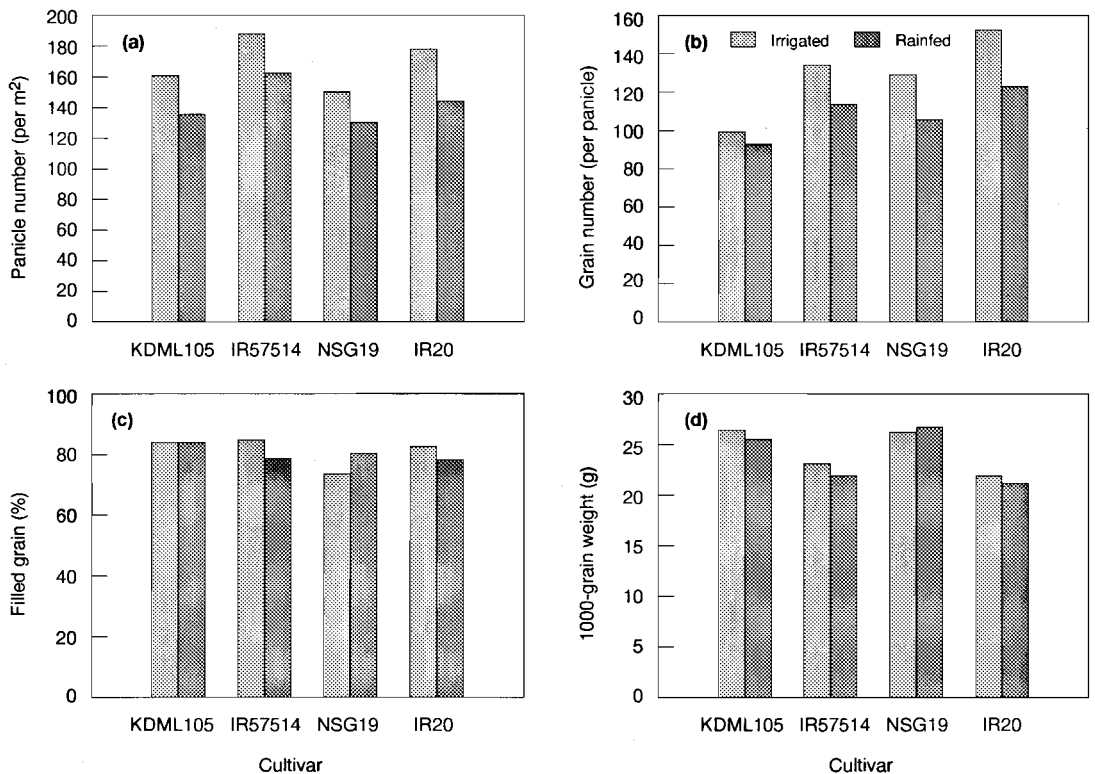 (a)
Panicle number (per m²)
200
180
160
140
120
100
80
60
40
20
0
KDML105 IR57514 NSG19 IR20
(b)
Irrigated Rainfed
Grain number (per panicle)
160
140
120
100
80
60
40
20
0
KDML105 IR57514 NSG19 IR20
(c)
Filled grain (%)
100
80
60
40
20
0
KDML105 IR57514 NSG19 IR20
Cultivar
(d)
1000-grain weight (g)
30
25
20
15
10
5
0
KDML105 IR57514 NSG19 IR20
Cultivar